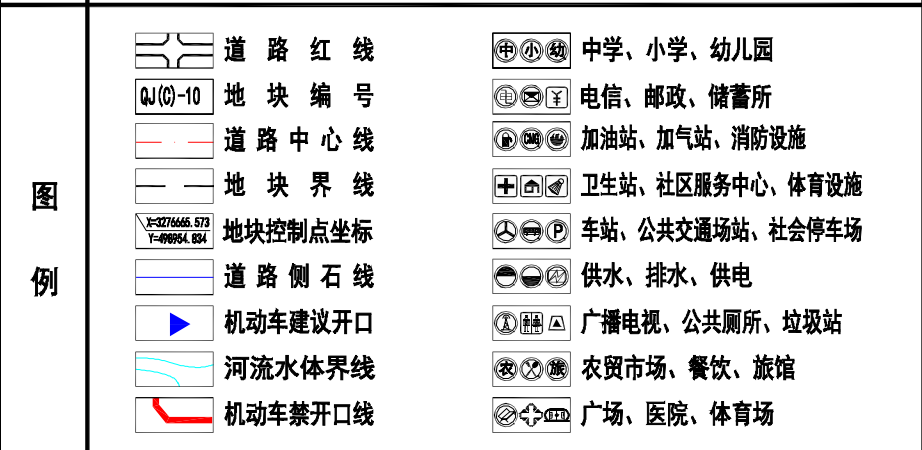 图例
道路红线
QJ(C)-10 地块编号
道路中心线
地块界线
X=3276665.573
Y=498954.834
地块控制点坐标
道路侧石线
机动车建议开口
河流水体界线
机动车禁开口线
中 小 幼 中学、小学、幼儿园
电信、邮政、储蓄所
CNG 加油站、加气站、消防设施
卫生站、社区服务中心、体育设施
P 车站、公共交通场站、社会停车场
供水、排水、供电
广播电视、公共厕所、垃圾站
农 旅 农贸市场、餐饮、旅馆
广场、医院、体育场